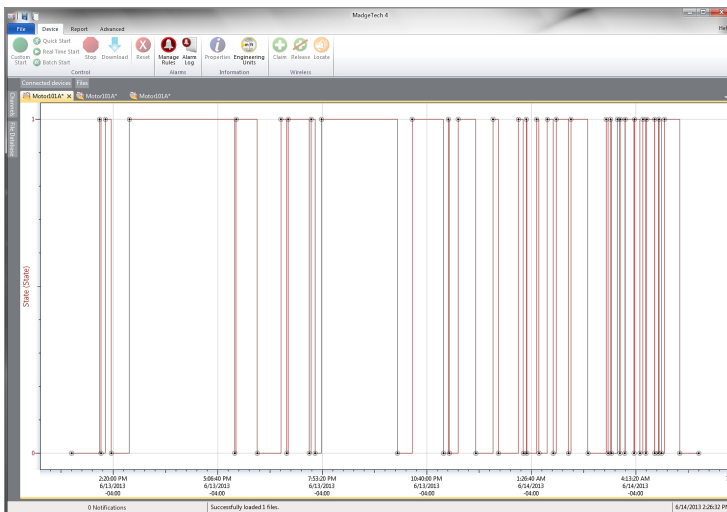 MadgeTech 4
File Device Report Advanced
Custom Start
Quick Start
Real Time Start
Batch Start
Stop
Download
Reset
Manage Rules
Alarm Log
Properties
Engineering Units
Claim
Release
Locate
Control Alarms Information Wireless
Connected devices Files
Channels
File Database
Motor101A* X Motor101A* Motor101A*
1
State (State)
0
2:20:00 PM 5:06:40 PM 7:53:20 PM 10:40:00 PM 1:26:40 AM 4:13:20 AM
6/13/2013 6/13/2013 6/13/2013 6/13/2013 6/14/2013 6/14/2013
-04:00 -04:00 -04:00 -04:00 -04:00 -04:00
0 Notifications Successfully loaded 1 files. 6/14/2013 2:26:32 PM